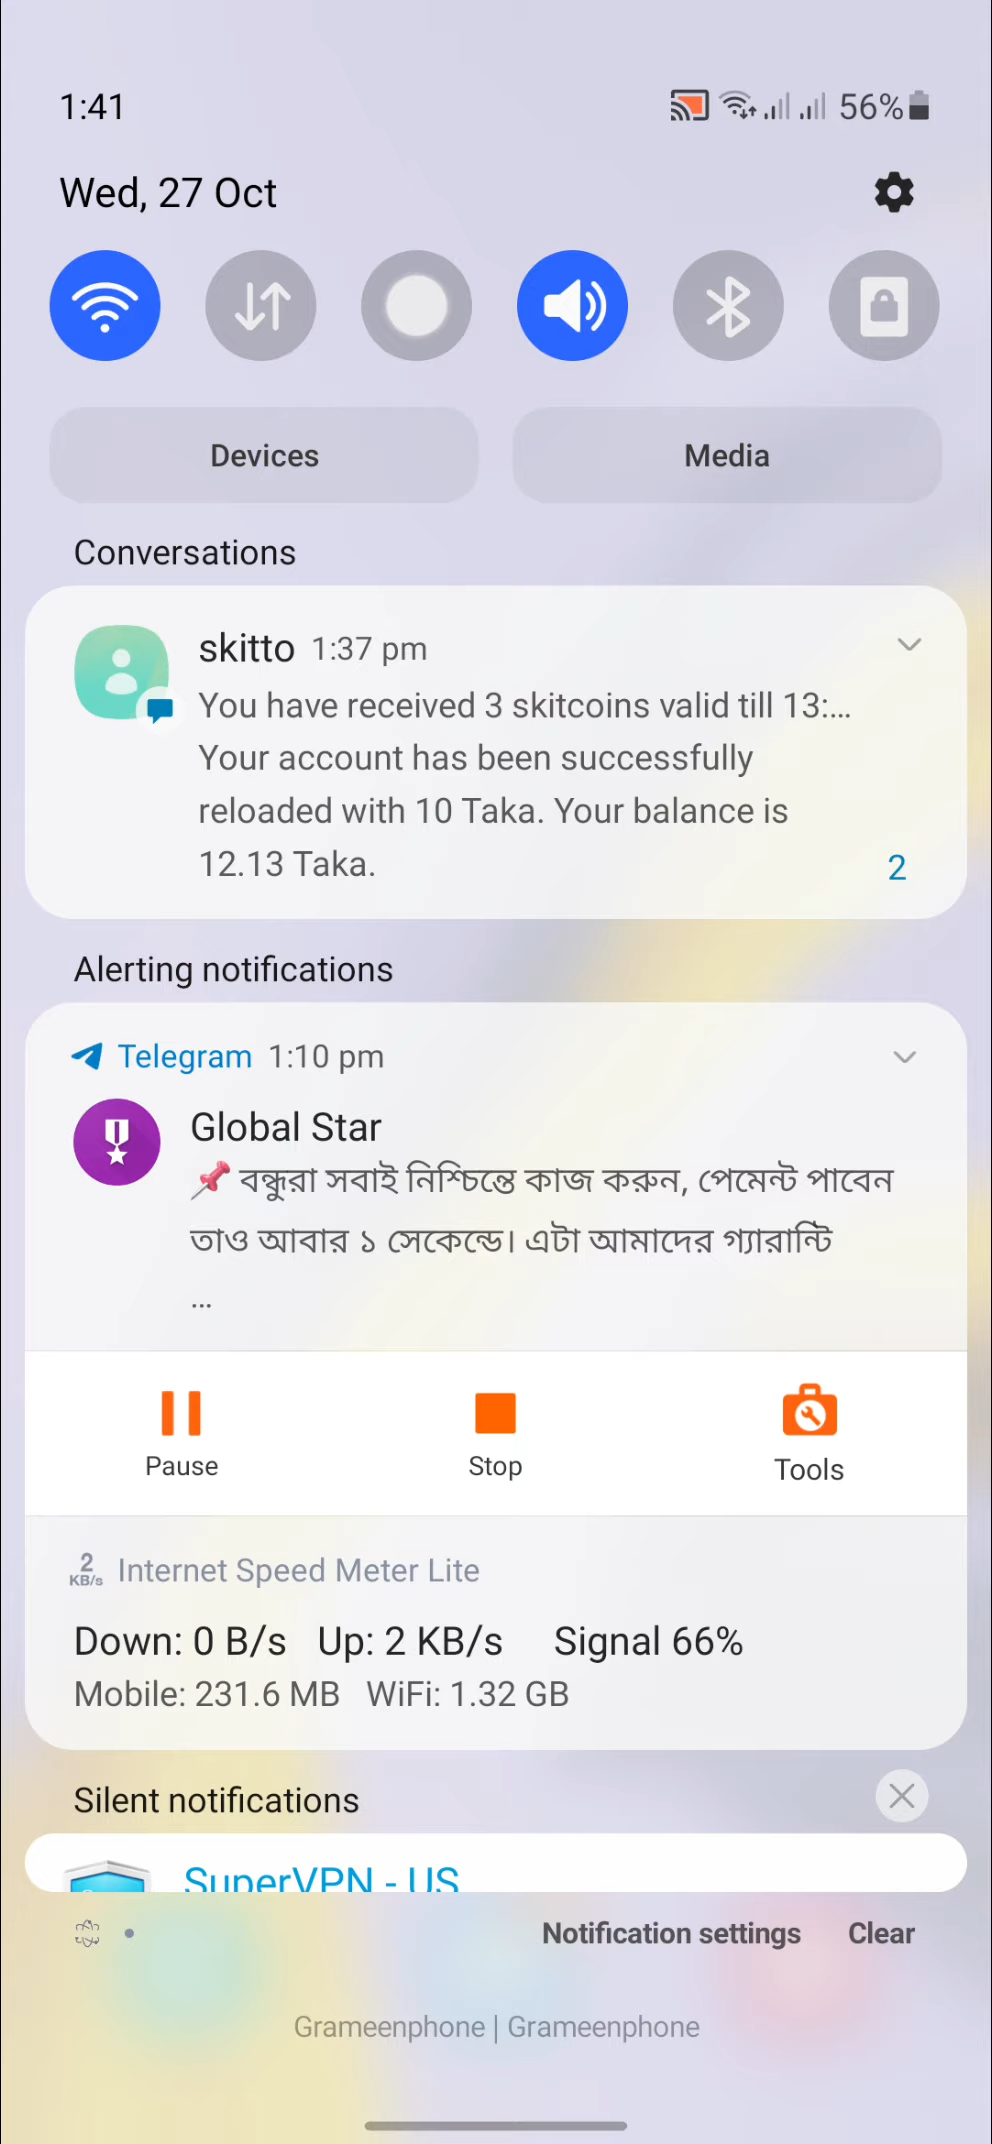 1:41
56%
Wed, 27 Oct
Devices
Media
Conversations
skitto 1:37 pm
You have received 3 skitcoins valid till 13:...
Your account has been successfully
reloaded with 10 Taka. Your balance is
12.13 Taka.
2
Alerting notifications
Telegram 1:10 pm
Global Star
📌 বন্ধুরা সবাই নিশ্চিন্তে কাজ করুন, পেমেন্ট পাবেন
তাও আবার ১ সেকেন্ডে। এটা আমাদের গ্যারান্টি
...
Pause
Stop
Tools
2 KB/s Internet Speed Meter Lite
Down: 0 B/s Up: 2 KB/s Signal 66%
Mobile: 231.6 MB WiFi: 1.32 GB
Silent notifications
SuperVPN - US
Notification settings
Clear
Grameenphone | Grameenphone